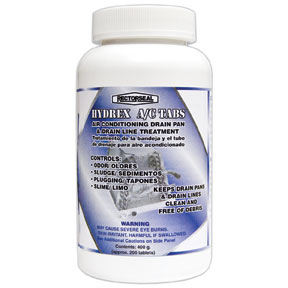 RECTORSEAL
HYDREX A/C TABS
AIR CONDITIONING DRAIN PAN
& DRAIN LINE TREATMENT
Tratamiento de la bandeja y el tubo
de drenaje para aire acondicionado
CONTROLS:
• ODOR/ OLORES
• SLUDGE/ SEDIMENTOS
• PLUGGING/ TAPONES
• SLIME/ LIMO
KEEPS DRAIN PANS
& DRAIN LINES
CLEAN AND
FREE OF DEBRIS.
WARNING
MAY CAUSE SEVERE EYE BURNS.
SKIN IRRITANT. HARMFUL IF SWALLOWED.
See Additional Cautions on Side Panel
Contents: 400 g.
(approx. 200 tablets)